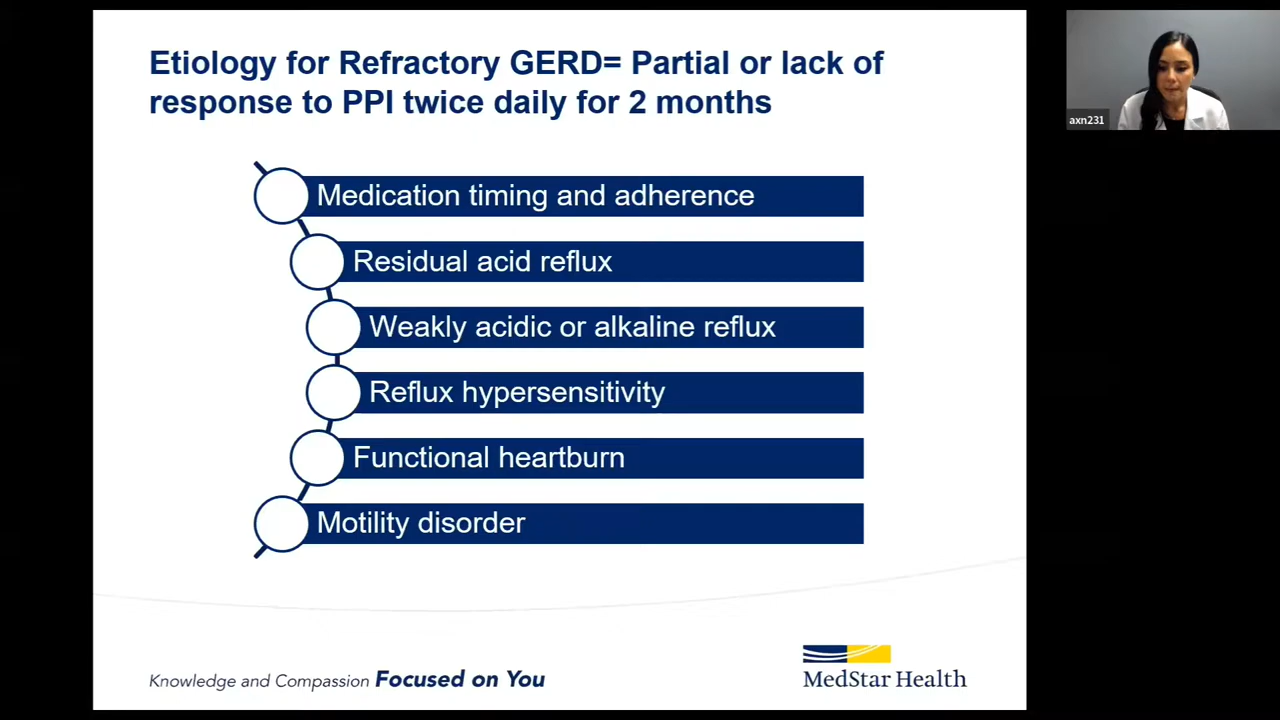 Etiology for Refractory GERD= Partial or lack of
response to PPI twice daily for 2 months
Medication timing and adherence
Residual acid reflux
Weakly acidic or alkaline reflux
Reflux hypersensitivity
Functional heartburn
Motility disorder
Knowledge and Compassion Focused on You
MedStar Health
axn231